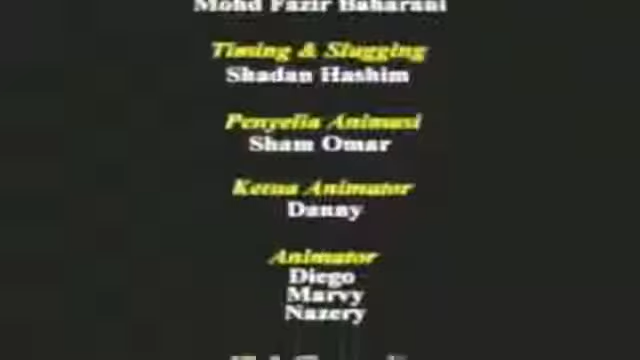 Mohd Fazir Baharani
Timing & Slugging
Shadan Hashim
Penyelia Animasi
Sham Omar
Ketua Animator
Danny
Animator
Diego
Marvy
Nazery